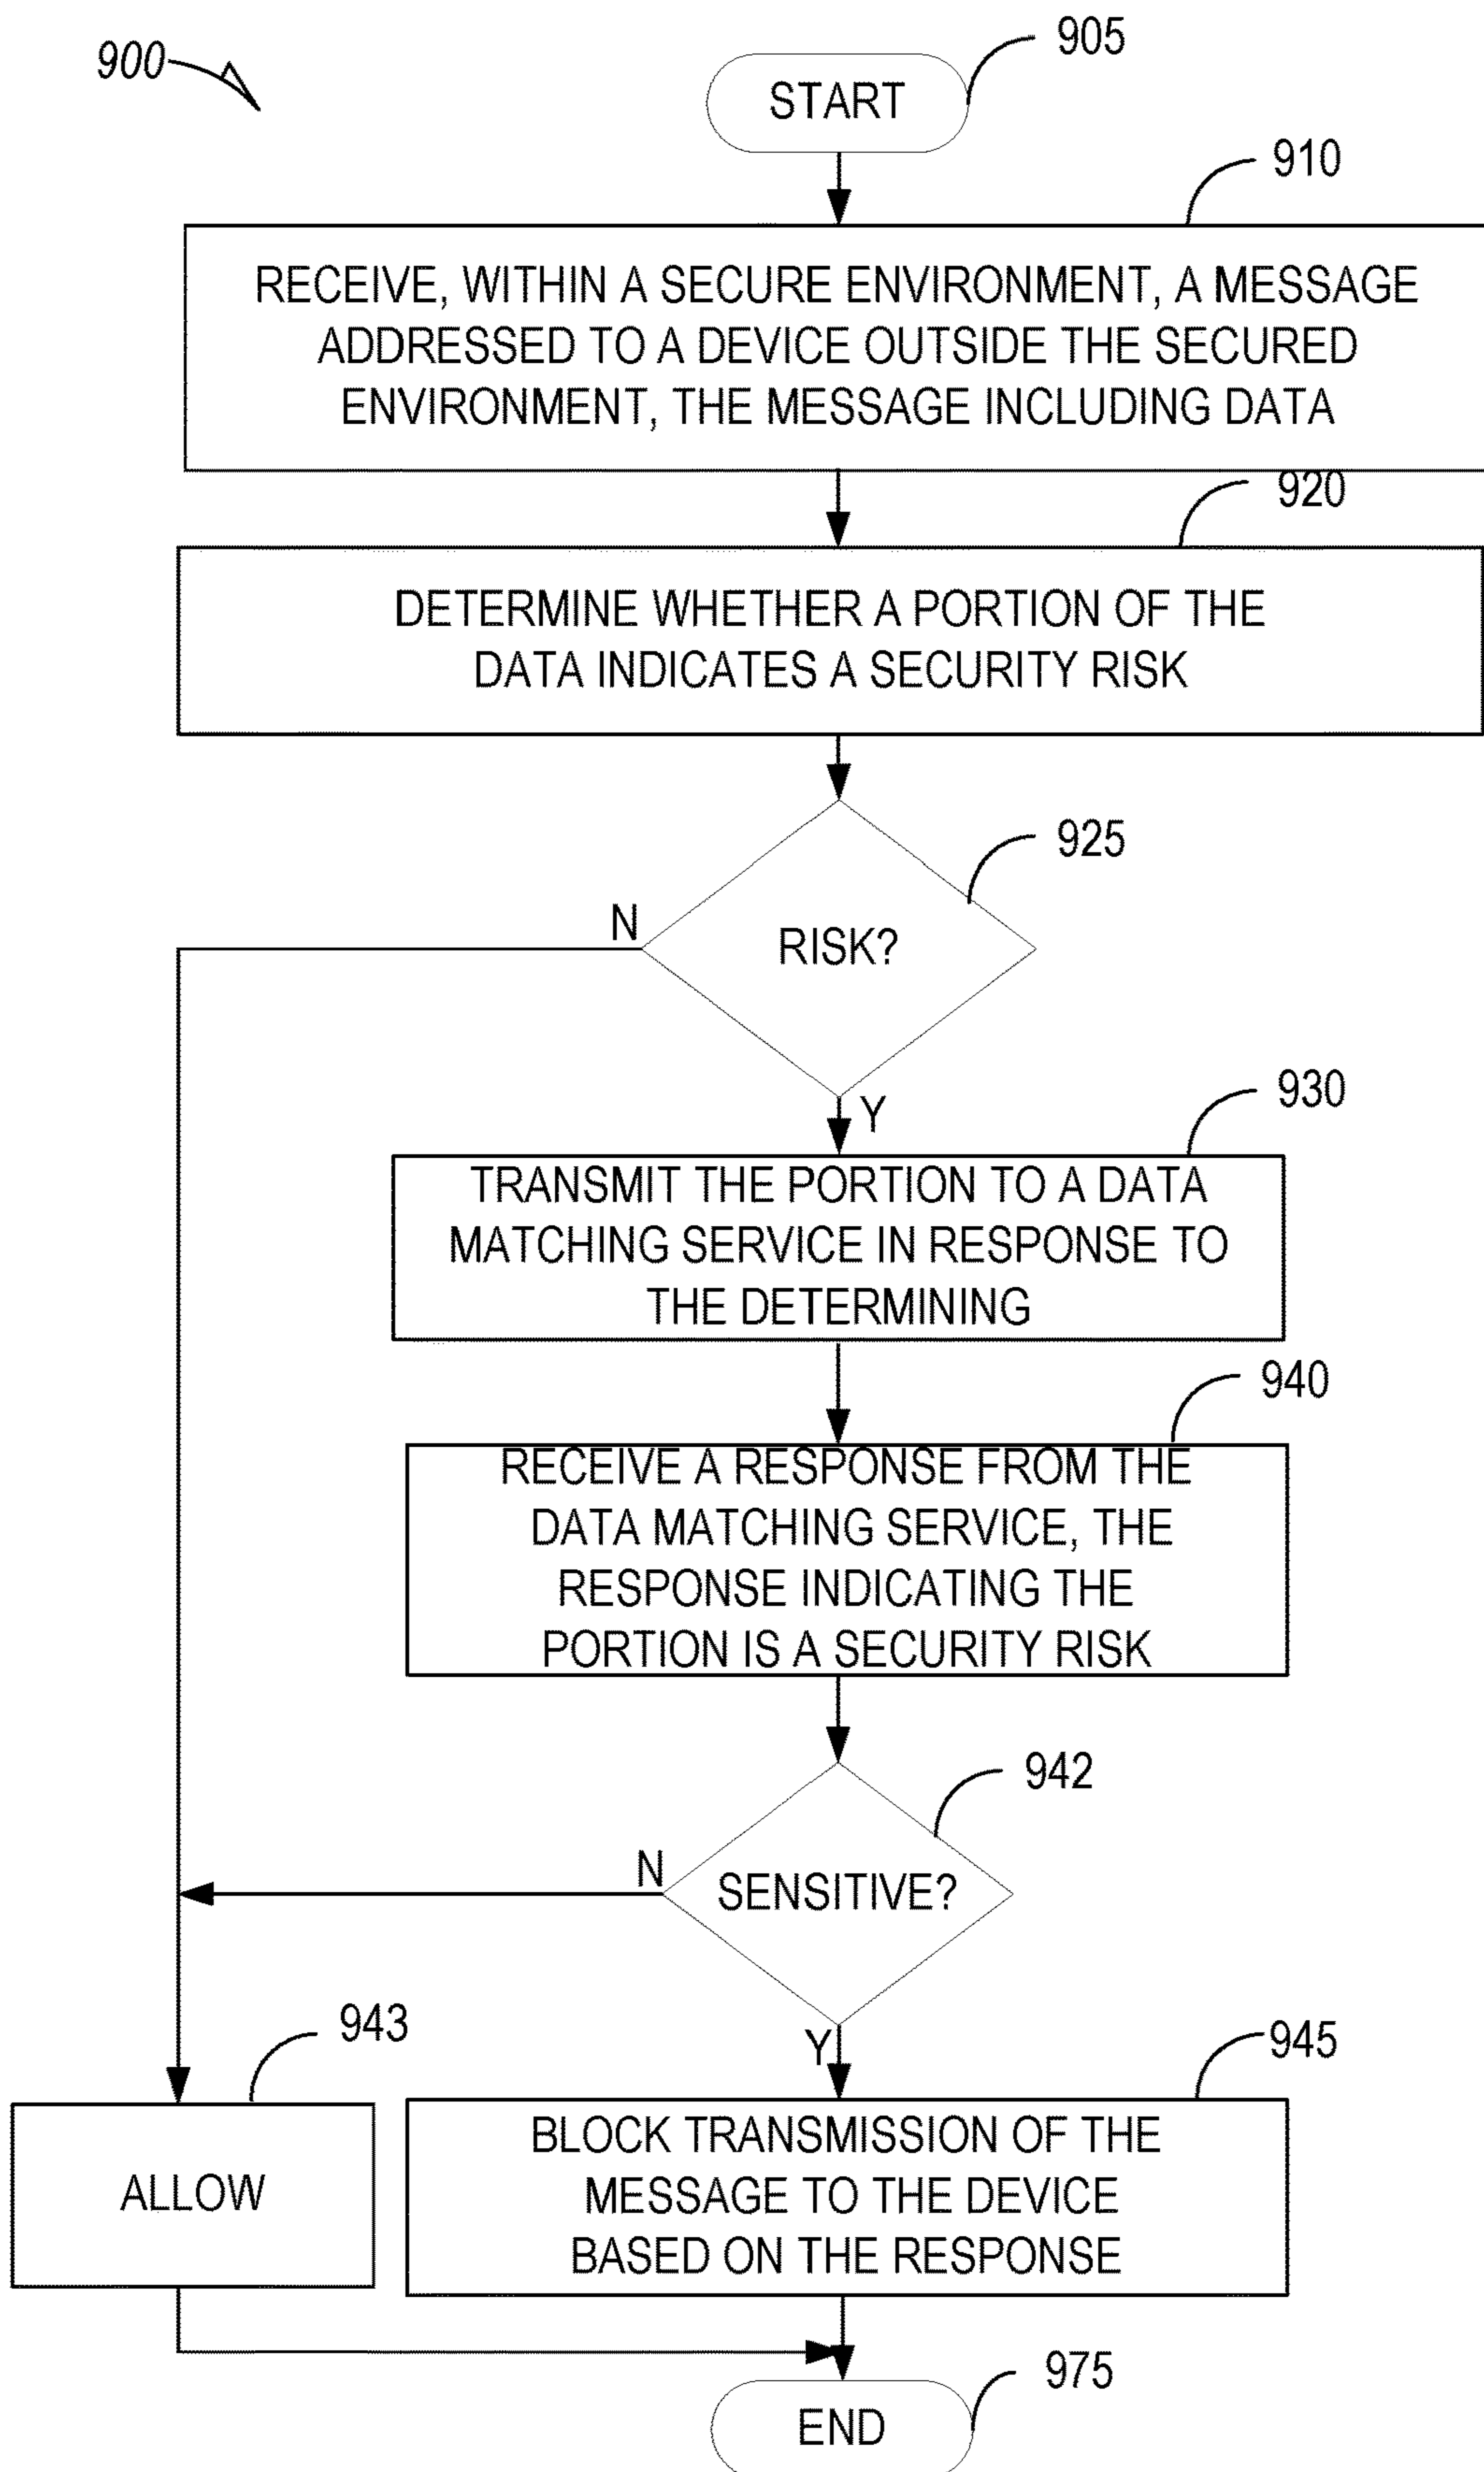 900
905
START
910
RECEIVE, WITHIN A SECURE ENVIRONMENT, A MESSAGE
ADDRESSED TO A DEVICE OUTSIDE THE SECURED
ENVIRONMENT, THE MESSAGE INCLUDING DATA
920
DETERMINE WHETHER A PORTION OF THE
DATA INDICATES A SECURITY RISK
925
N
RISK?
Y
930
TRANSMIT THE PORTION TO A DATA
MATCHING SERVICE IN RESPONSE TO
THE DETERMINING
940
RECEIVE A RESPONSE FROM THE
DATA MATCHING SERVICE, THE
RESPONSE INDICATING THE
PORTION IS A SECURITY RISK
942
N
SENSITIVE?
Y
943
945
ALLOW
BLOCK TRANSMISSION OF THE
MESSAGE TO THE DEVICE
BASED ON THE RESPONSE
975
END